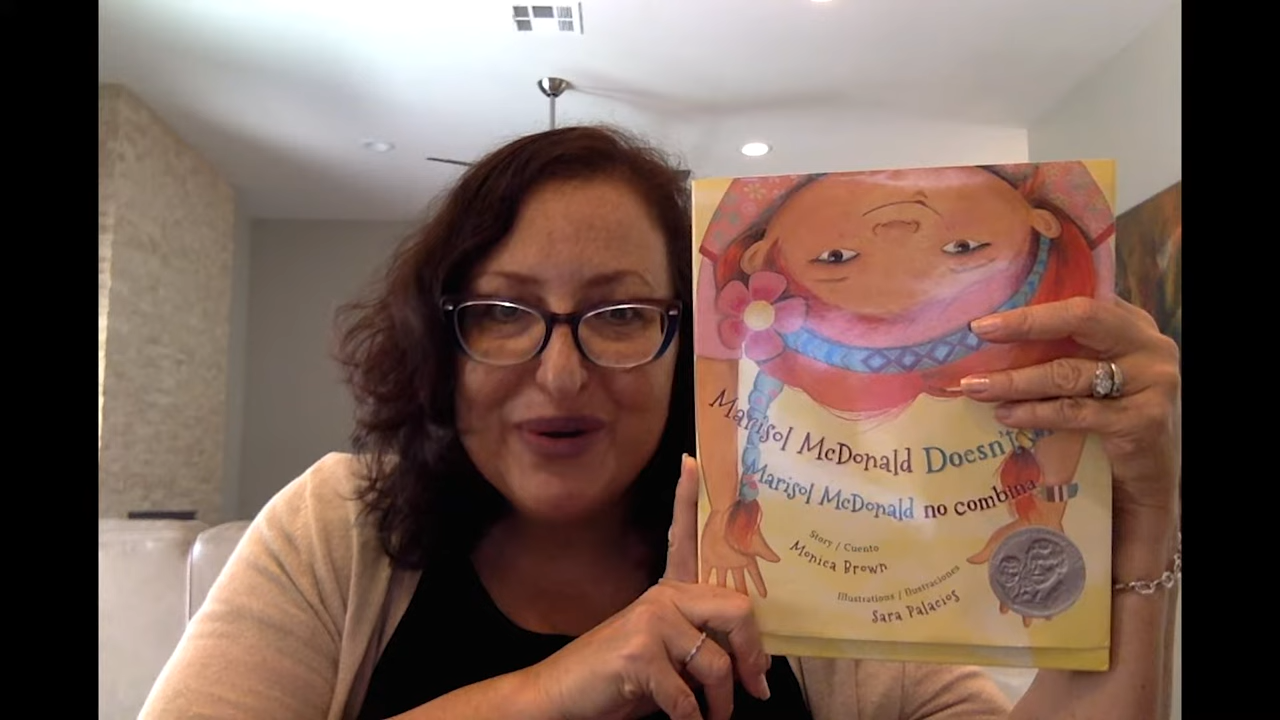 Marisol McDonald Doesn't
Marisol McDonald no combina
Story / Cuento
Monica Brown
Illustrations / Ilustraciones
Sara Palacios